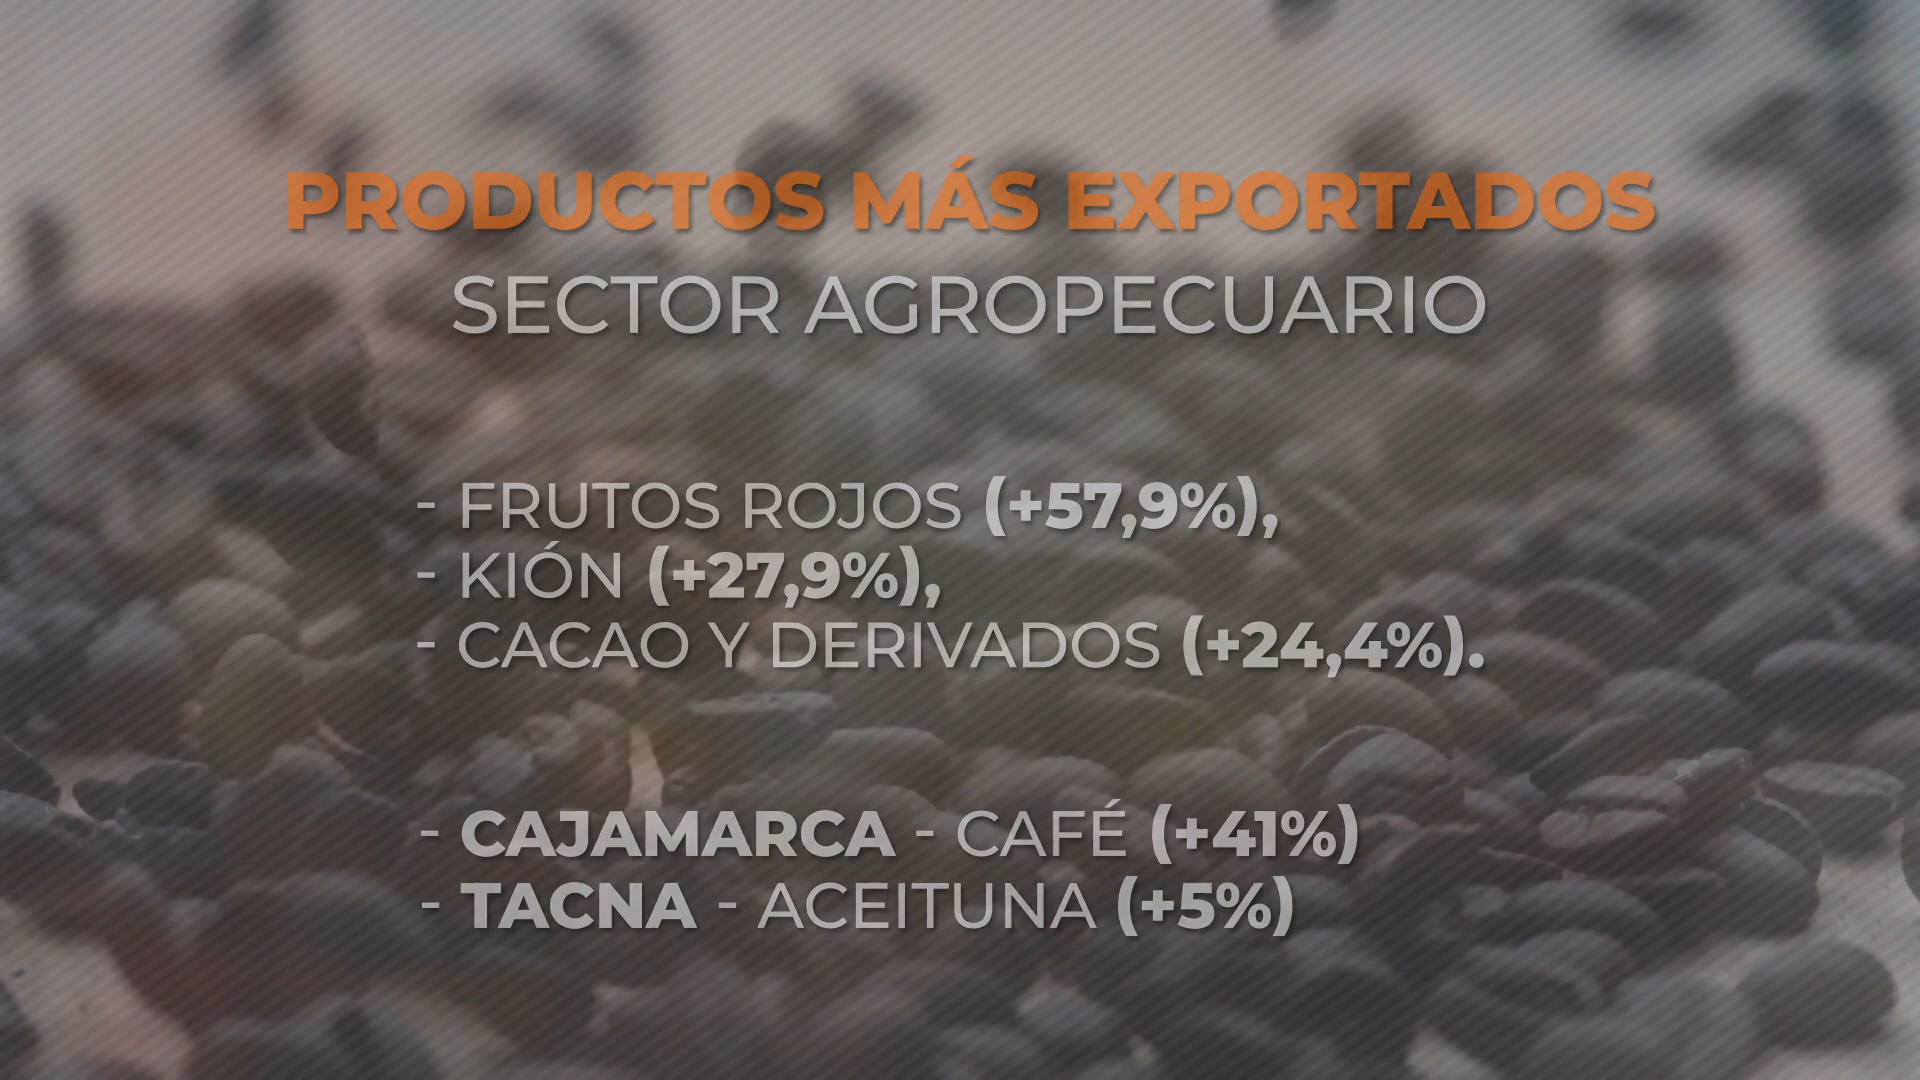 PRODUCTOS MÁS EXPORTADOS
SECTOR AGROPECUARIO
- FRUTOS ROJOS (+57,9%),
- KIÓN (+27,9%),
- CACAO Y DERIVADOS (+24,4%).
- CAJAMARCA - CAFÉ (+41%)
- TACNA - ACEITUNA (+5%)